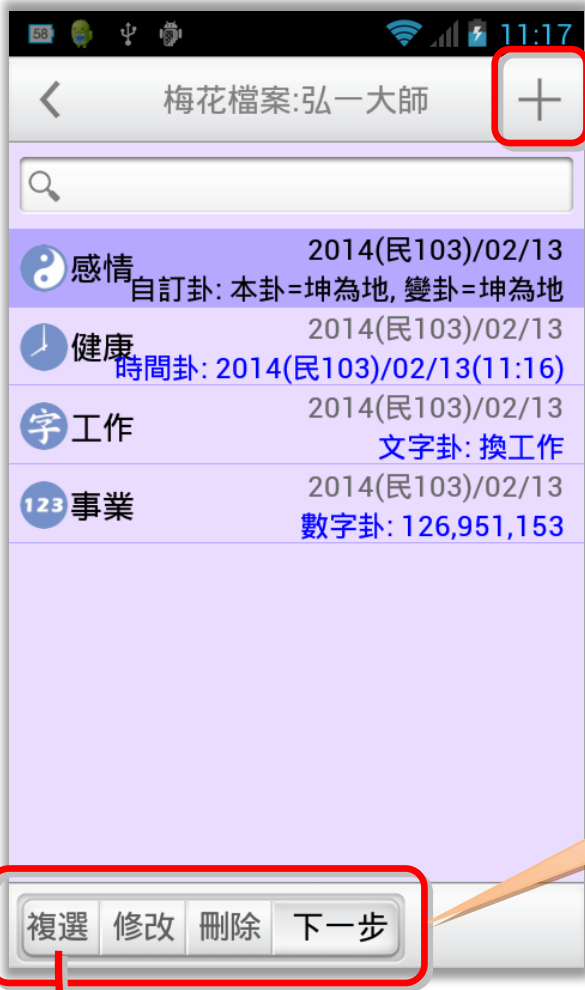 58 11:17
梅花檔案:弘一大師
感情 2014(民103)/02/13
自訂卦: 本卦=坤為地, 變卦=坤為地
健康 2014(民103)/02/13
時間卦: 2014(民103)/02/13(11:16)
字 工作 2014(民103)/02/13
文字卦: 換工作
123 事業 2014(民103)/02/13
數字卦: 126,951,153
複選 修改 刪除 下一步